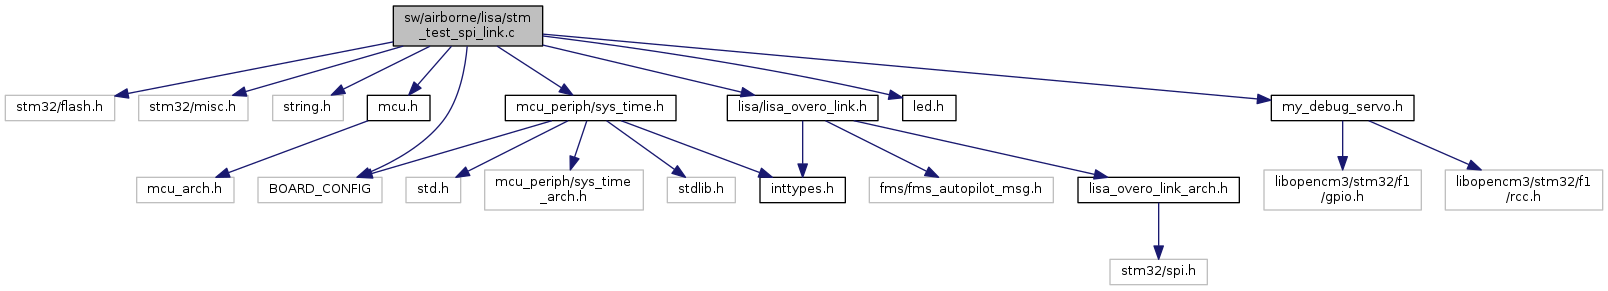 sw/airborne/lisa/stm
_test_spi_link.c
stm32/flash.h
stm32/misc.h
string.h
mcu.h
mcu_periph/sys_time.h
lisa/lisa_overo_link.h
led.h
my_debug_servo.h
mcu_arch.h
BOARD_CONFIG
std.h
mcu_periph/sys_time
_arch.h
stdlib.h
inttypes.h
fms/fms_autopilot_msg.h
lisa_overo_link_arch.h
libopencm3/stm32/f1
/gpio.h
libopencm3/stm32/f1
/rcc.h
stm32/spi.h